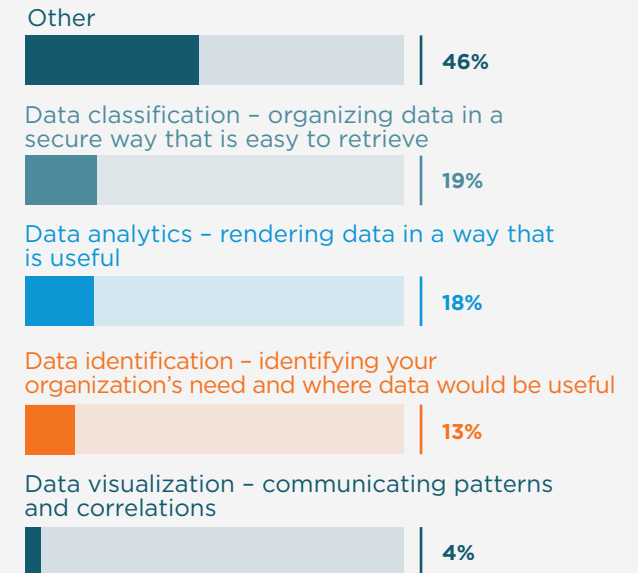 Other
46%
Data classification – organizing data in a
secure way that is easy to retrieve
19%
Data analytics – rendering data in a way that
is useful
18%
Data identification – identifying your
organization’s need and where data would be useful
13%
Data visualization – communicating patterns
and correlations
4%